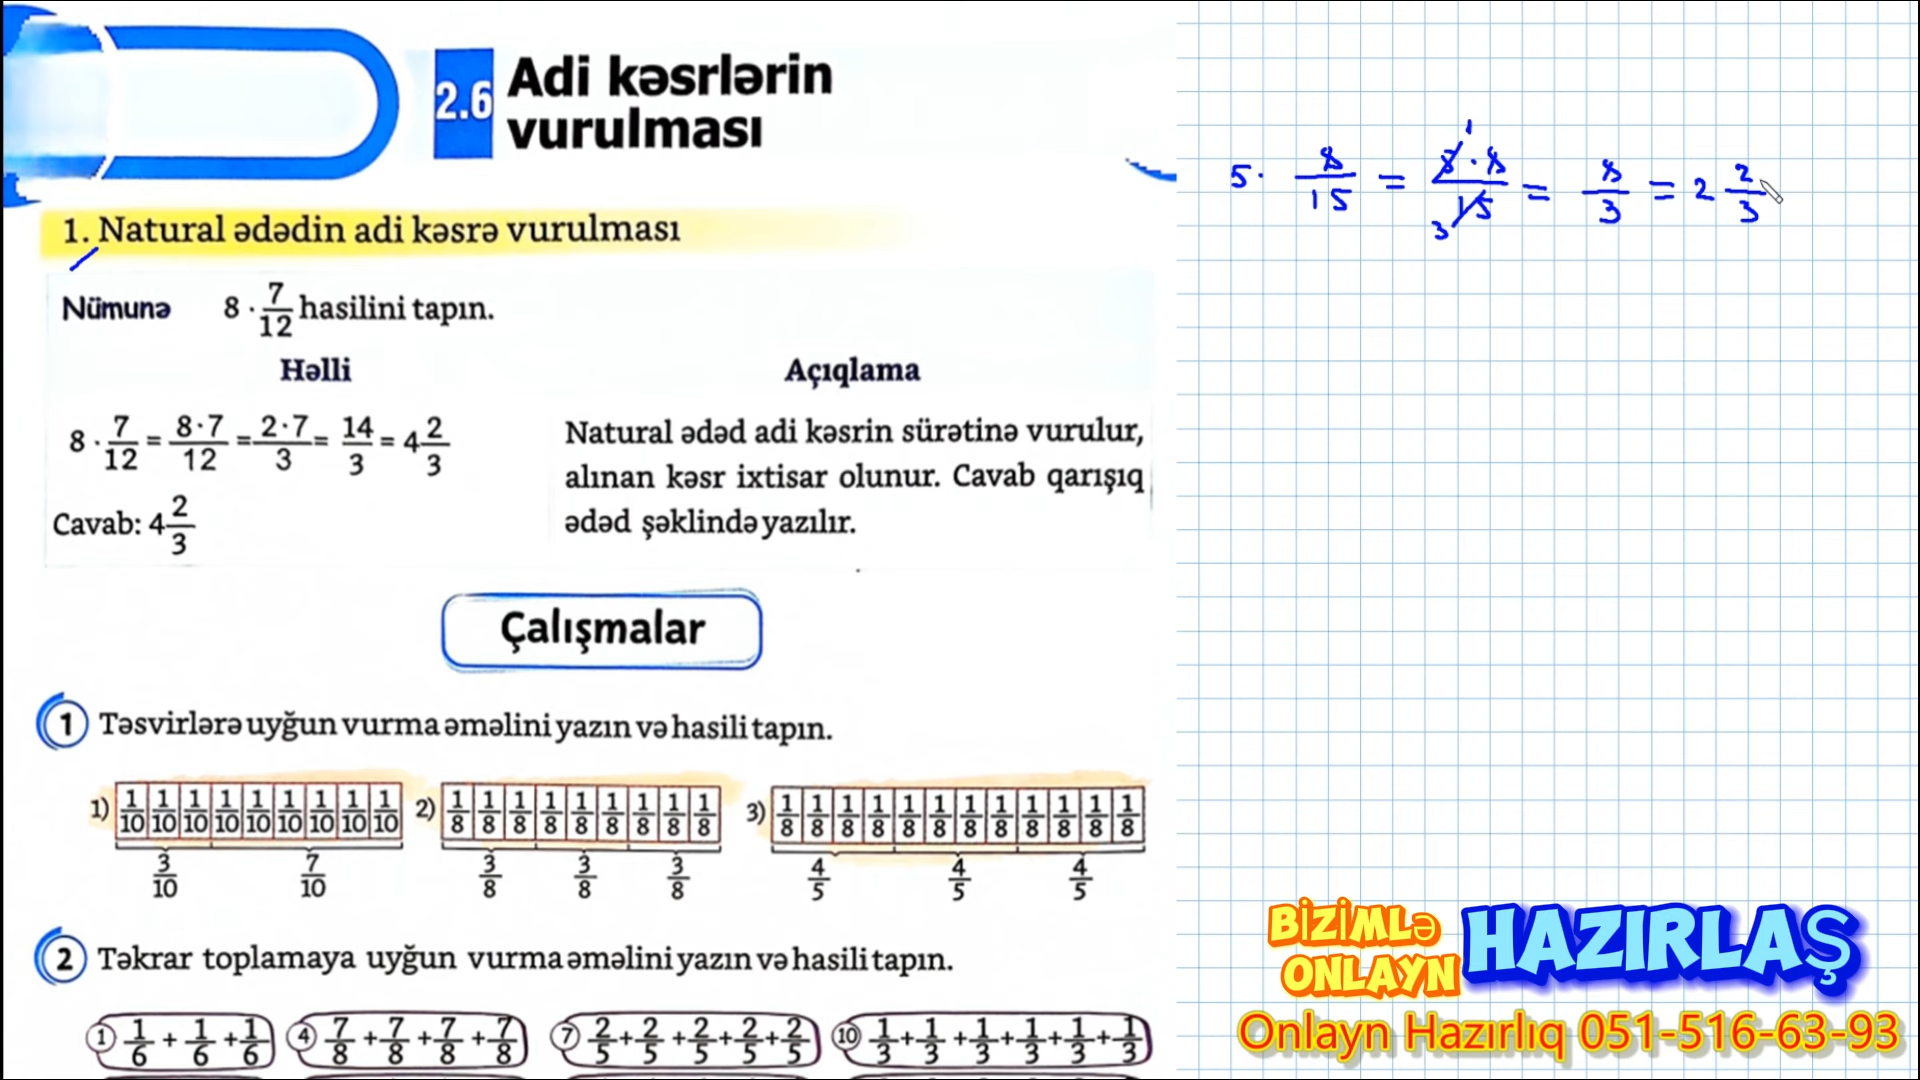 2.6 Adi kəsrlərin
vurulması
1. Natural ədədin adi kəsrə vurulması
Nümunə 8 · 7/12 hasilini tapın.
Həlli
8 · 7/12 = 8·7/12 = 2·7/3 = 14/3 = 4 2/3
Cavab: 4 2/3
Açıqlama
Natural ədəd adi kəsrin sürətinə vurulur,
alınan kəsr ixtisar olunur. Cavab qarışıq
ədəd şəklində yazılır.
Çalışmalar
1 Təsvirlərə uyğun vurma əməlini yazın və hasili tapın.
1) 1/10 1/10 1/10 1/10 1/10 1/10 1/10 1/10 1/10
3/10 7/10
2) 1/8 1/8 1/8 1/8 1/8 1/8 1/8 1/8 1/8
3/8 3/8 3/8
3) 1/8 1/8 1/8 1/8 1/8 1/8 1/8 1/8 1/8 1/8 1/8 1/8
4/5 4/5 4/5
2 Təkrar toplamaya uyğun vurma əməlini yazın və hasili tapın.
1 1/6 + 1/6 + 1/6
4 7/8 + 7/8 + 7/8 + 7/8
7 2/5 + 2/5 + 2/5 + 2/5 + 2/5
10 1/3 + 1/3 + 1/3 + 1/3 + 1/3 + 1/3
5 · 8/15 = 5·8/15 = 8/3 = 2 2/3
1
3
BİZİMLƏ
ONLAYN
HAZIRLAŞ
Onlayn Hazırlıq 051-516-63-93